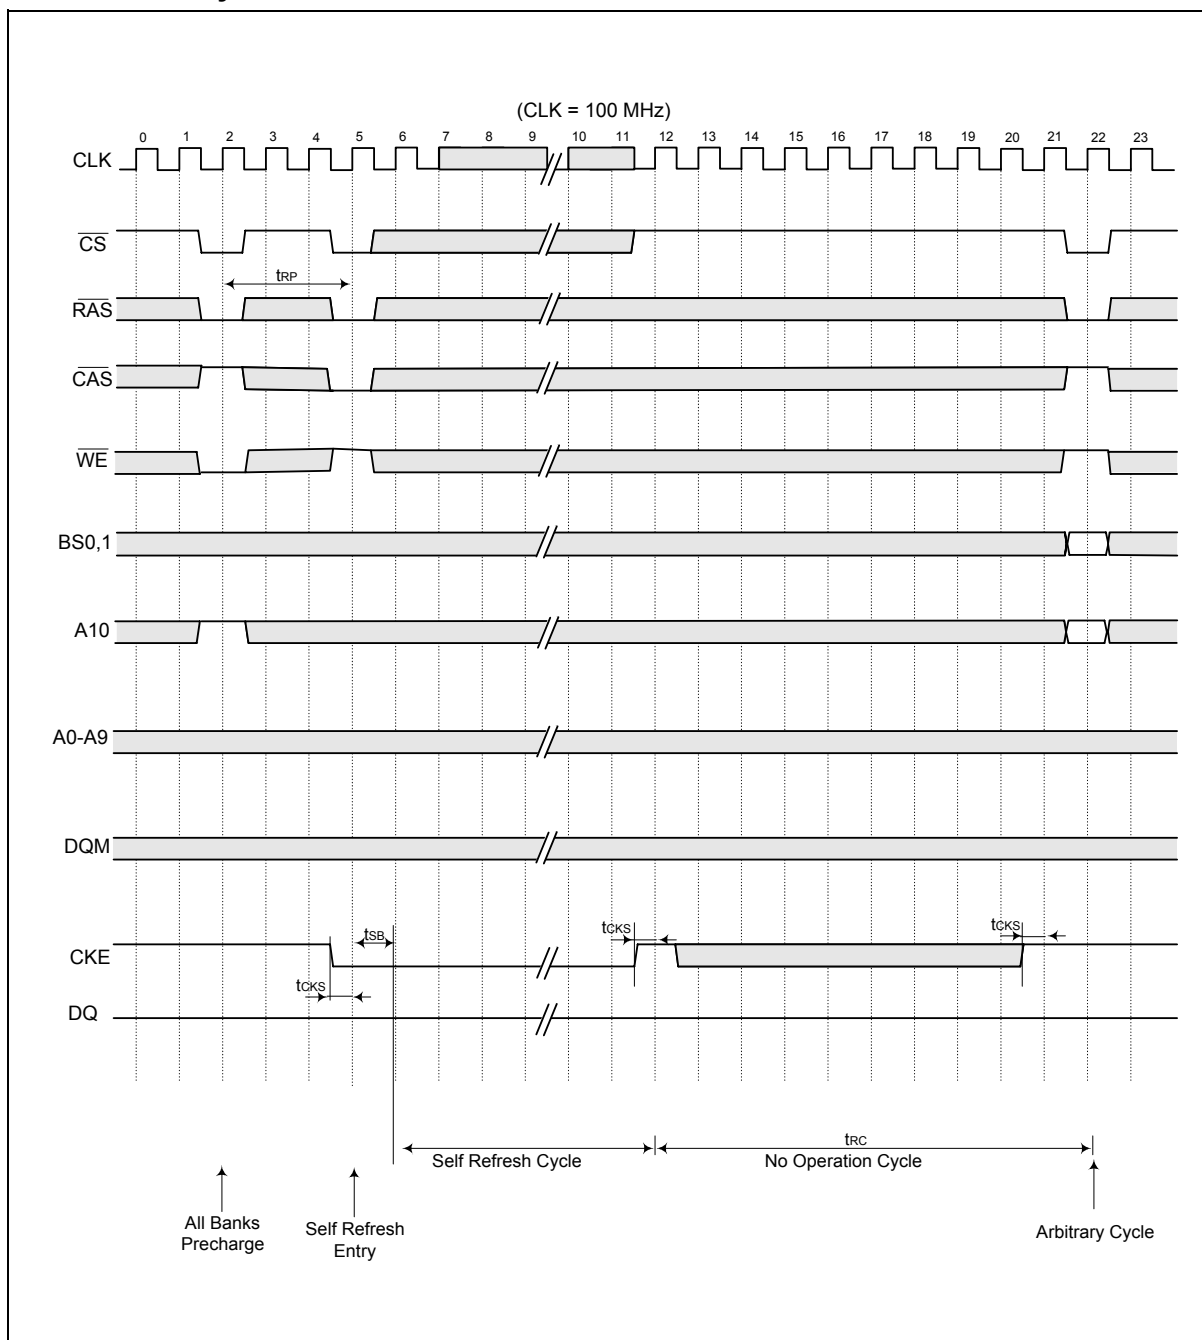 (CLK = 100 MHz)
0 1 2 3 4 5 6 7 8 9 10 11 12 13 14 15 16 17 18 19 20 21 22 23
CLK
CS
tRP
RAS
CAS
WE
BS0,1
A10
A0-A9
DQM
tSB
tCKS
tCKS
CKE
tCKS
DQ
tRC
Self Refresh Cycle
No Operation Cycle
All Banks
Precharge
Self Refresh
Entry
Arbitrary Cycle